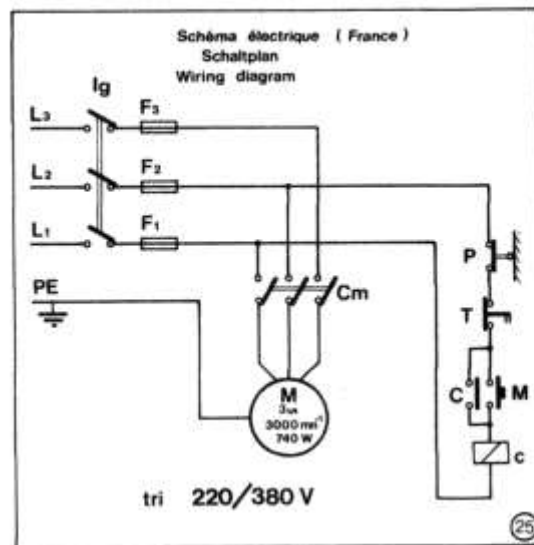 Schéma électrique ( France )
Schaltplan
Wiring diagram
Ig
L3 F3
L2 F2
L1 F1
P
PE
Cm
T
M
3
3000 mn-1
740 W
C M
c
tri 220/380 V
25